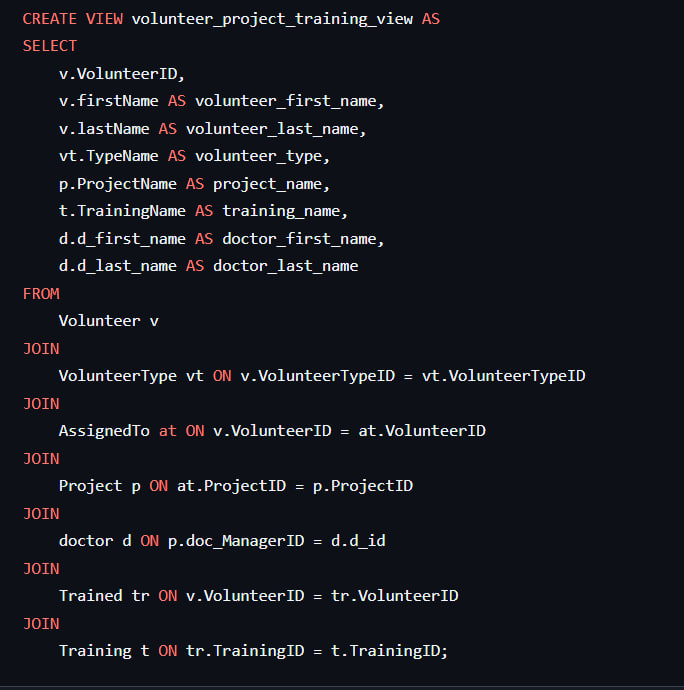 CREATE VIEW volunteer_project_training_view AS
SELECT
    v.VolunteerID,
    v.firstName AS volunteer_first_name,
    v.lastName AS volunteer_last_name,
    vt.TypeName AS volunteer_type,
    p.ProjectName AS project_name,
    t.TrainingName AS training_name,
    d.d_first_name AS doctor_first_name,
    d.d_last_name AS doctor_last_name
FROM
    Volunteer v
JOIN
    VolunteerType vt ON v.VolunteerTypeID = vt.VolunteerTypeID
JOIN
    AssignedTo at ON v.VolunteerID = at.VolunteerID
JOIN
    Project p ON at.ProjectID = p.ProjectID
JOIN
    doctor d ON p.doc_ManagerID = d.d_id
JOIN
    Trained tr ON v.VolunteerID = tr.VolunteerID
JOIN
    Training t ON tr.TrainingID = t.TrainingID;